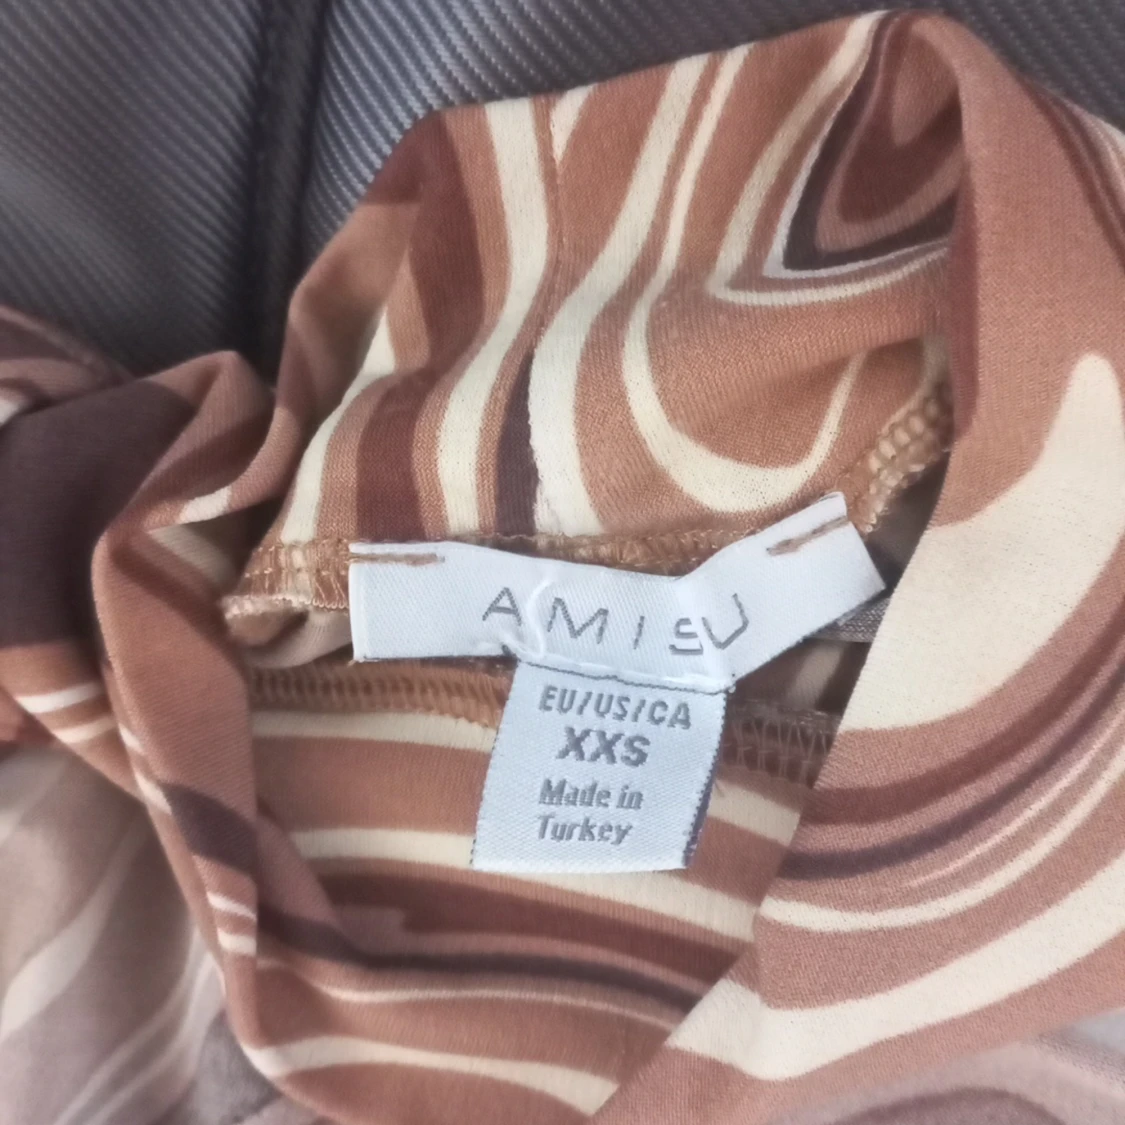 AMISU
EU/US/CA
XXS
Made in
Turkey